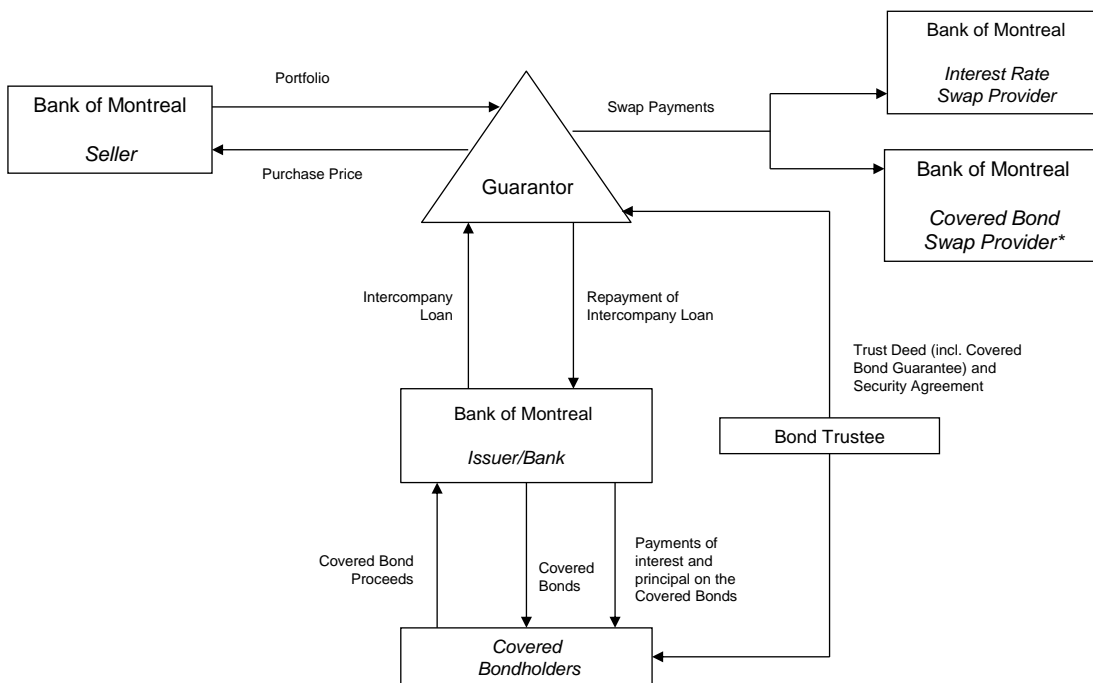 Bank of Montreal
Interest Rate
Swap Provider
Portfolio
Bank of Montreal
Seller
Swap Payments
Purchase Price
Guarantor
Bank of Montreal
Covered Bond
Swap Provider*
Intercompany
Loan
Repayment of
Intercompany Loan
Trust Deed (incl. Covered
Bond Guarantee) and
Security Agreement
Bank of Montreal
Issuer/Bank
Bond Trustee
Covered Bond
Proceeds
Covered
Bonds
Payments of
interest and
principal on the
Covered Bonds
Covered
Bondholders